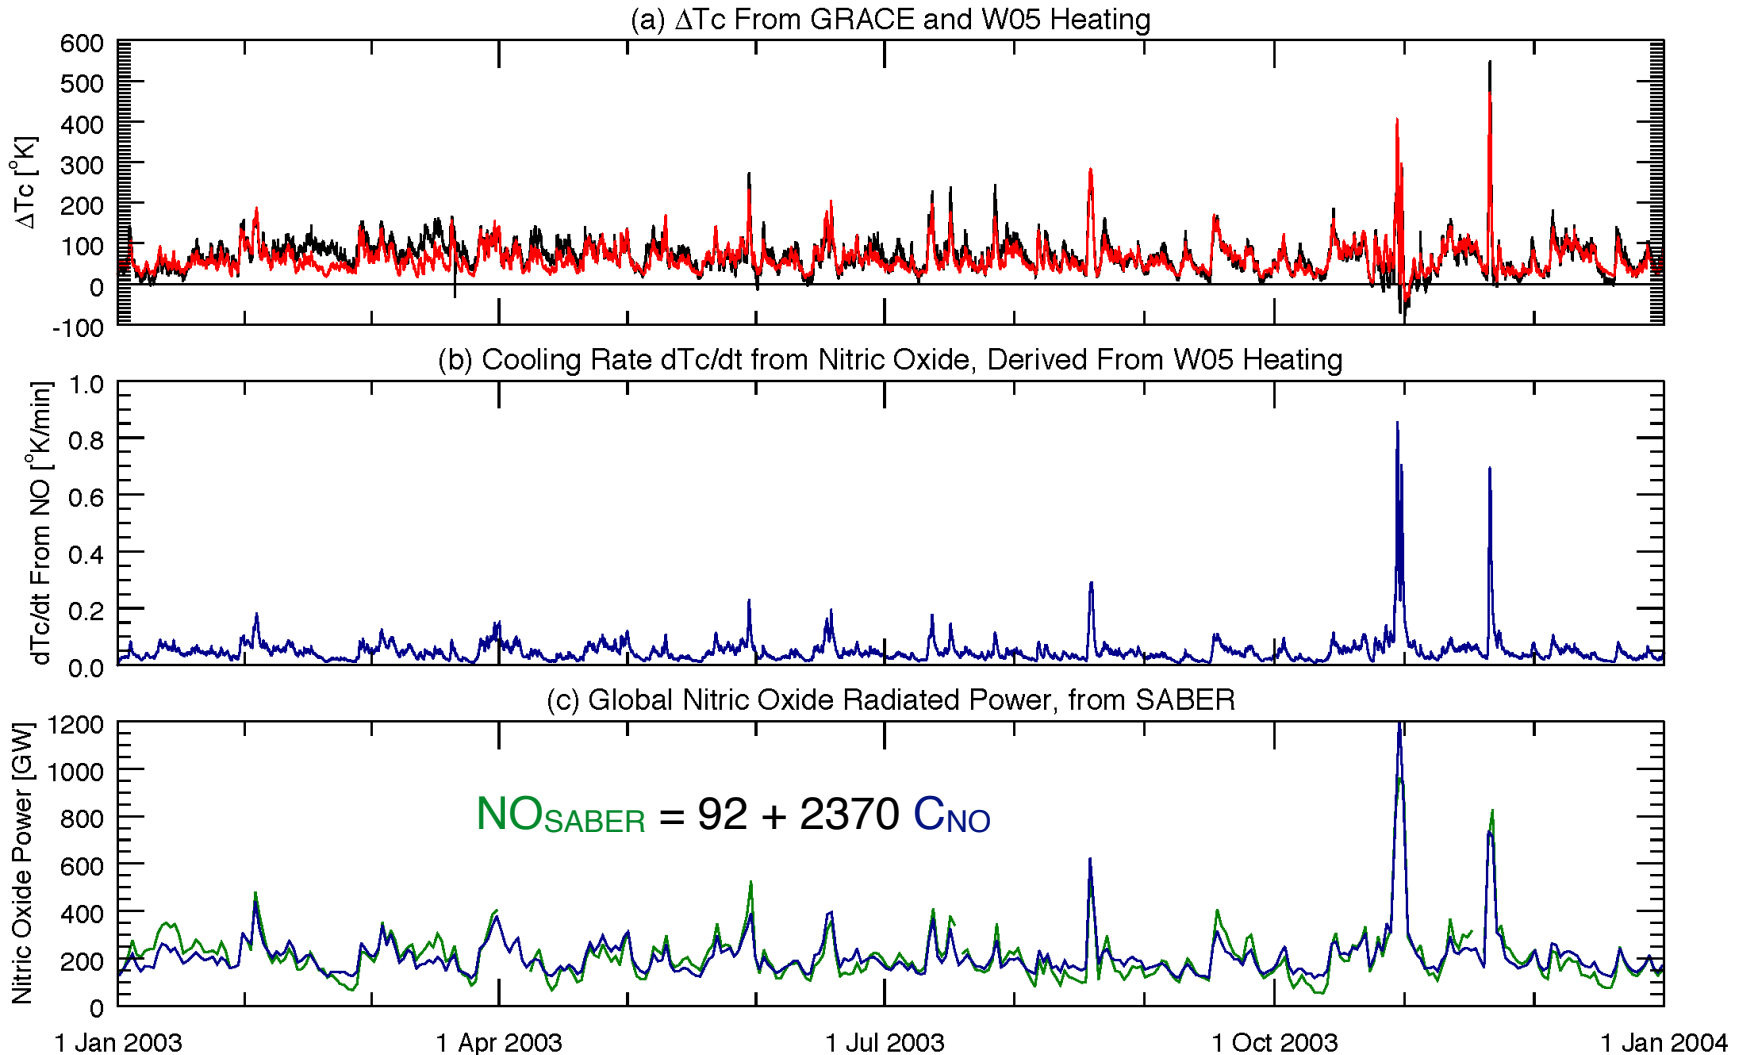 (a) ΔTc From GRACE and W05 Heating
600
500
400
300
200
100
0
-100
ΔTc [°K]
(b) Cooling Rate dTc/dt from Nitric Oxide, Derived From W05 Heating
1.0
0.8
0.6
0.4
0.2
0.0
dTc/dt From NO [°K/min]
(c) Global Nitric Oxide Radiated Power, from SABER
1200
1000
800
600
400
200
0
Nitric Oxide Power [GW]
NOSABER = 92 + 2370 CNO
1 Jan 2003 1 Apr 2003 1 Jul 2003 1 Oct 2003 1 Jan 2004